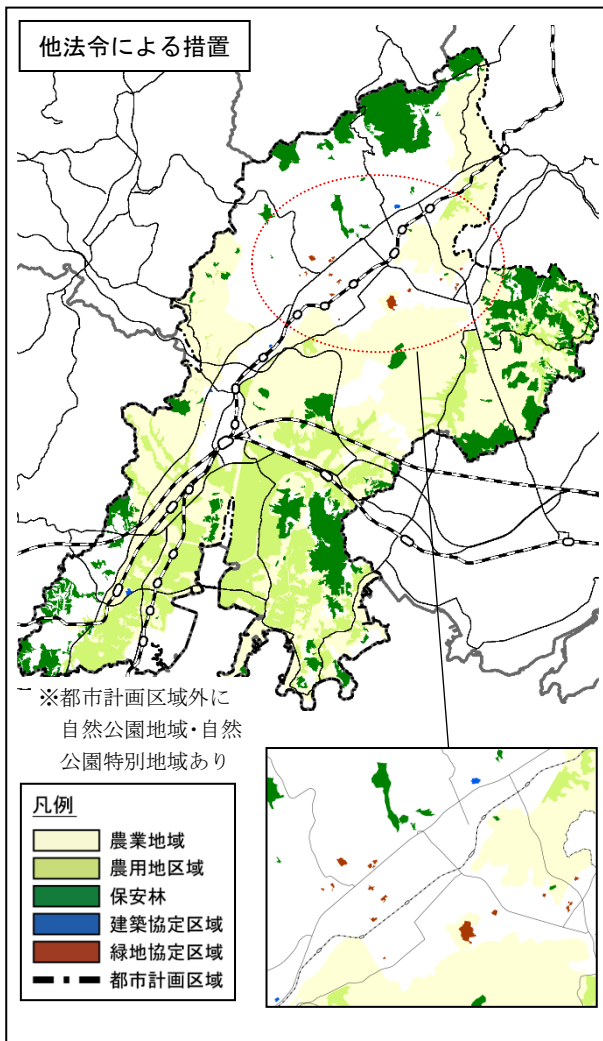 他法令による措置
※都市計画区域外に
自然公園地域・自然
公園特別地域あり
凡例
農業地域
農用地区域
保安林
建築協定区域
緑地協定区域
都市計画区域